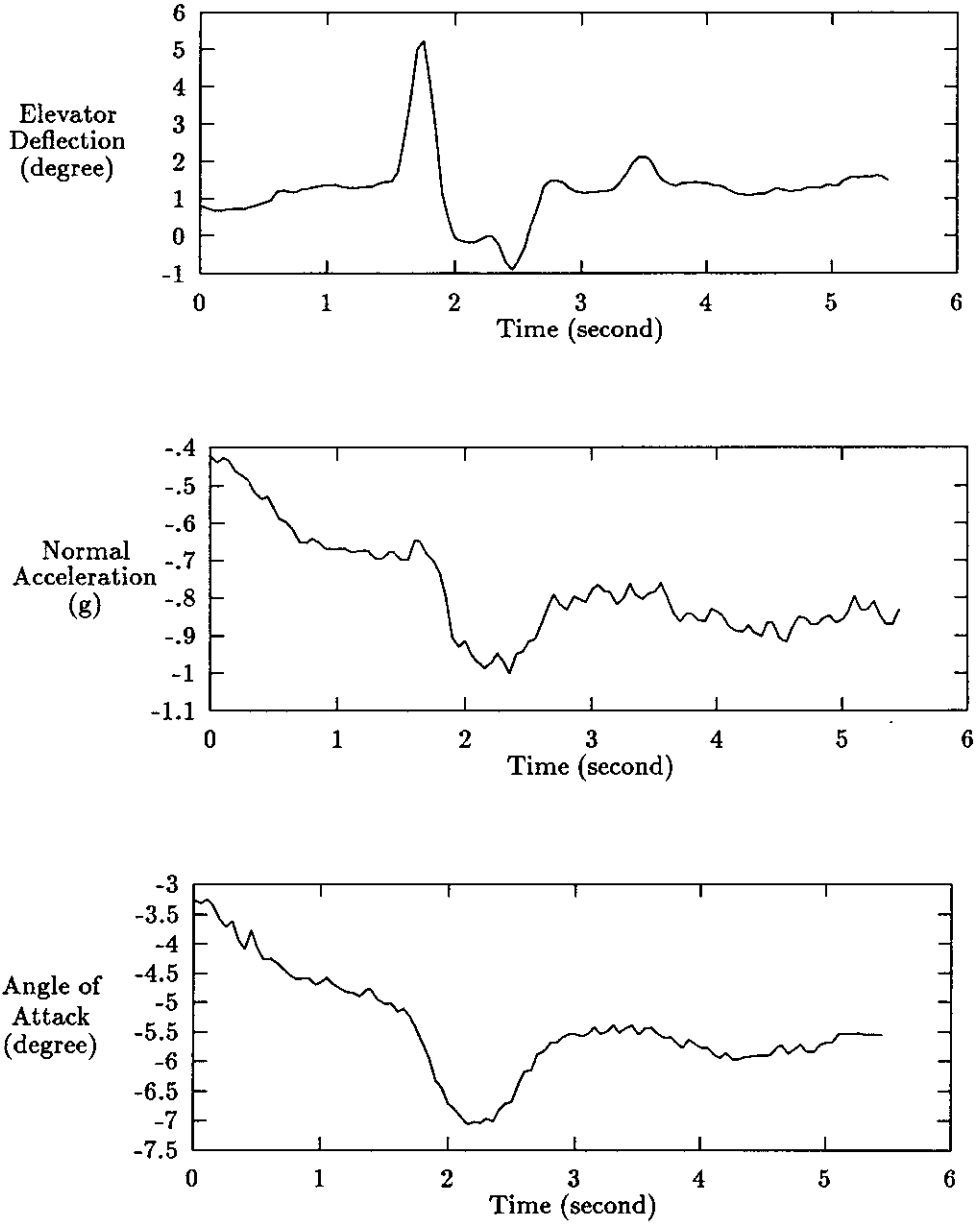 6
5
4
3
2
1
0
-1
Elevator
Deflection
(degree)
0 1 2 3 4 5 6
Time (second)
-.4
-.5
-.6
-.7
-.8
-.9
-1
-1.1
Normal
Acceleration
(g)
0 1 2 3 4 5 6
Time (second)
-3
-3.5
-4
-4.5
-5
-5.5
-6
-6.5
-7
-7.5
Angle of
Attack
(degree)
0 1 2 3 4 5 6
Time (second)